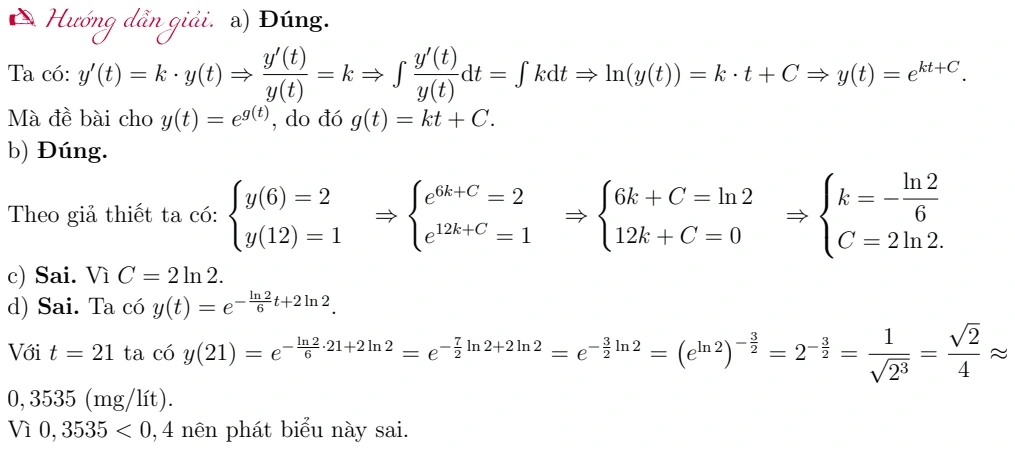 Hướng dẫn giải. a) Đúng.
Ta có: y′(t) = k · y(t) ⇒ y′(t)/y(t) = k ⇒ ∫ y′(t)/y(t) dt = ∫ kdt ⇒ ln(y(t)) = k · t + C ⇒ y(t) = e^{kt+C}.
Mà đề bài cho y(t) = e^{g(t)}, do đó g(t) = kt + C.
b) Đúng.
Theo giả thiết ta có: { y(6) = 2; y(12) = 1 ⇒ { e^{6k+C} = 2; e^{12k+C} = 1 ⇒ { 6k + C = ln 2; 12k + C = 0 ⇒ { k = −ln 2/6; C = 2 ln 2.
c) Sai. Vì C = 2 ln 2.
d) Sai. Ta có y(t) = e^{−(ln 2/6)t+2 ln 2}.
Với t = 21 ta có y(21) = e^{−(ln 2/6)·21+2 ln 2} = e^{−(7/2) ln 2+2 ln 2} = e^{−(3/2) ln 2} = (e^{ln 2})^{−3/2} = 2^{−3/2} = 1/√(2^3) = √2/4 ≈
0, 3535 (mg/lít).
Vì 0, 3535 < 0, 4 nên phát biểu này sai.